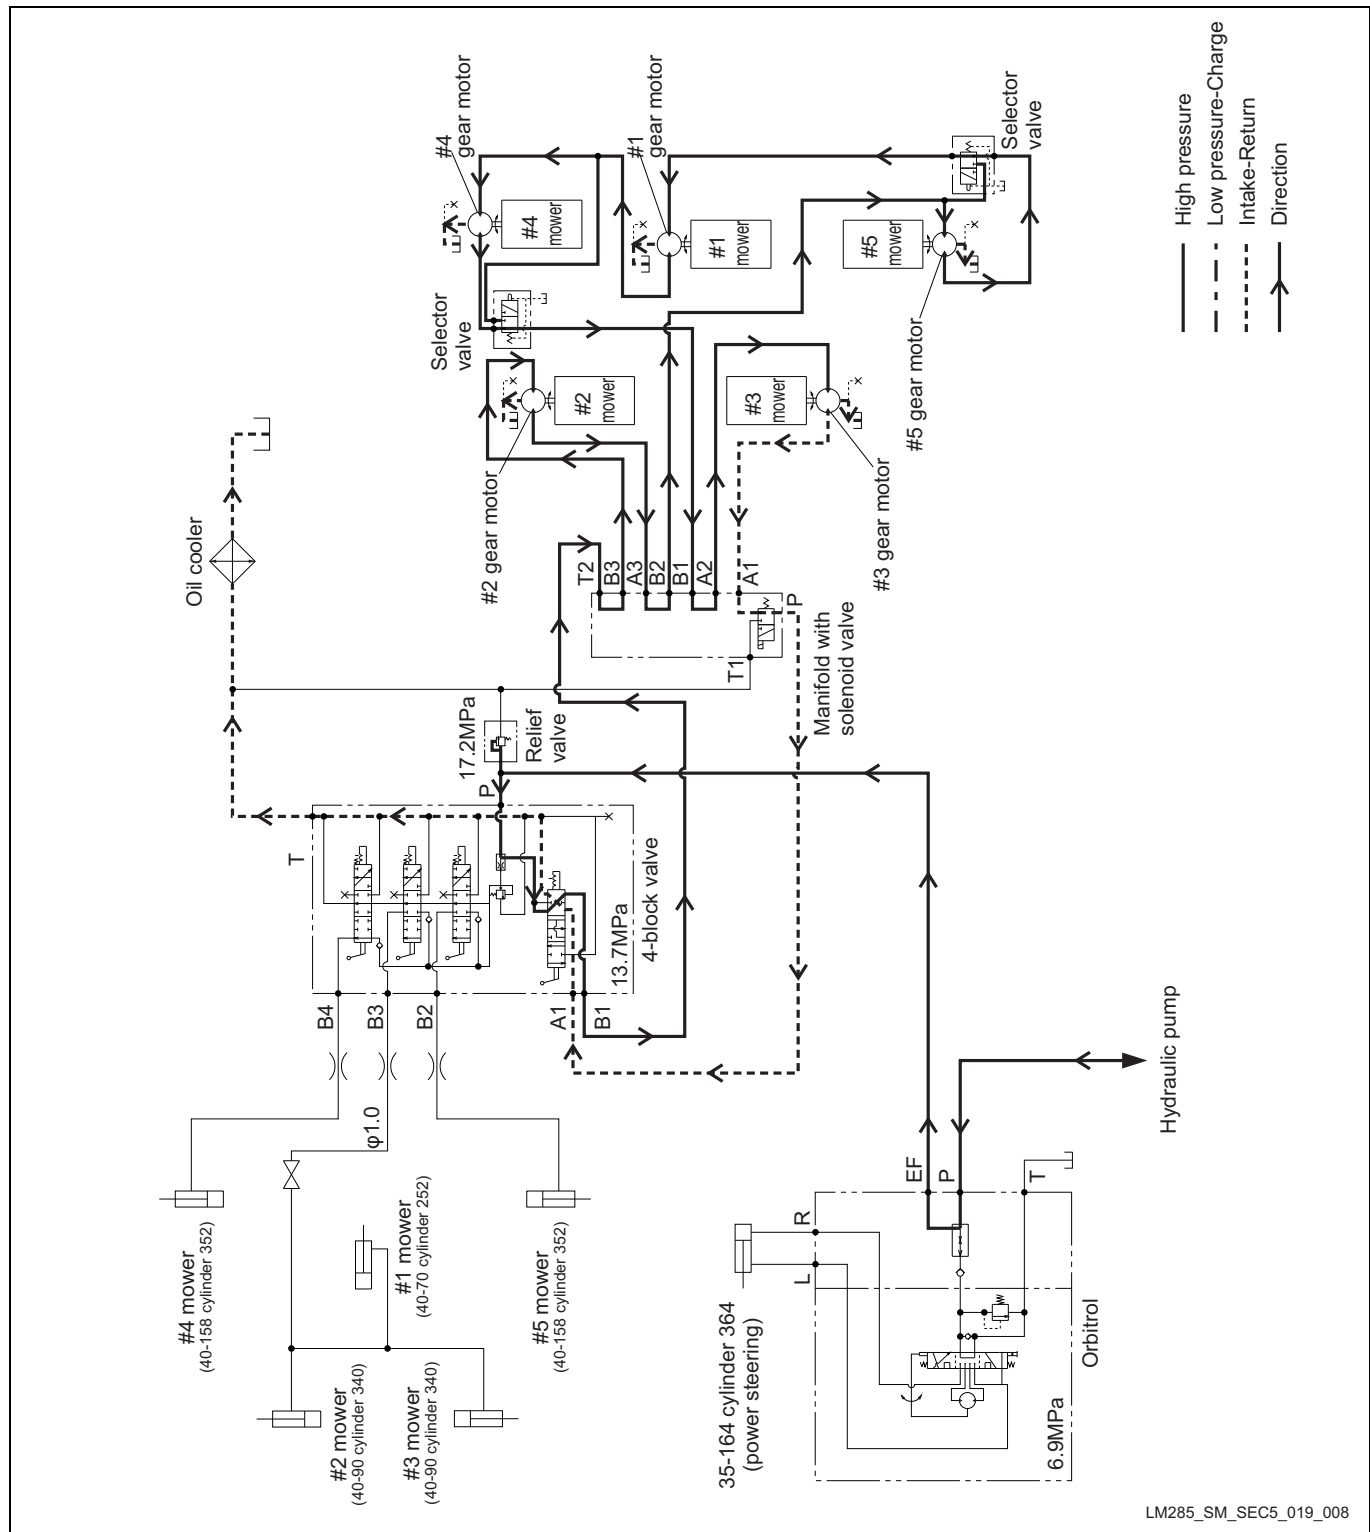 #4
gear motor
#1
gear motor
Selector
valve
High pressure
Low pressure-Charge
Intake-Return
Direction
#4
mower
#1
mower
#5
mower
Selector
valve
#2
mower
#3
mower
#5 gear motor
#3 gear motor
#2 gear motor
Oil cooler
T2
B3
A3
B2
B1
A2
A1
P
T1
Manifold with
solenoid valve
17.2MPa
Relief
valve
P
T
13.7MPa
4-block valve
B4
B3
B2
A1
B1
φ1.0
Hydraulic pump
#4 mower
(40-158 cylinder 352)
#1 mower
(40-70 cylinder 252)
#5 mower
(40-158 cylinder 352)
#2 mower
(40-90 cylinder 340)
#3 mower
(40-90 cylinder 340)
EF
P
T
R
L
35-164 cylinder 364
(power steering)
Orbitrol
6.9MPa
LM285_SM_SEC5_019_008